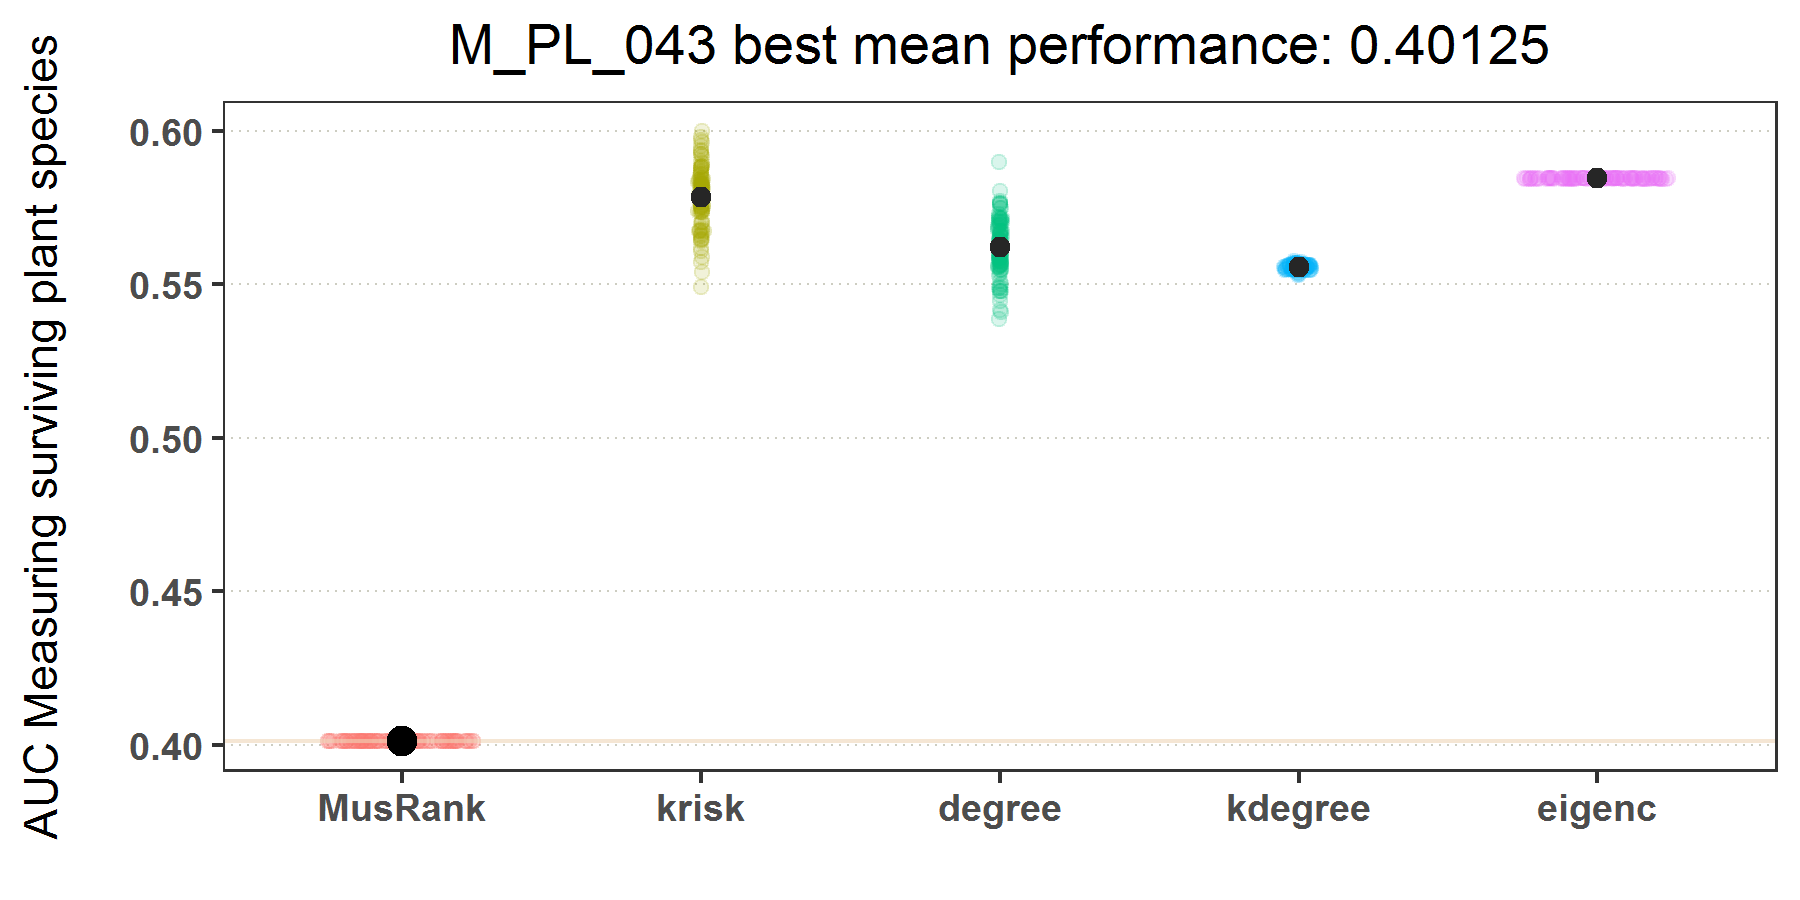 M_PL_043 best mean performance: 0.40125
AUC Measuring surviving plant species
0.60
0.55
0.50
0.45
0.40
MusRank krisk degree kdegree eigenc